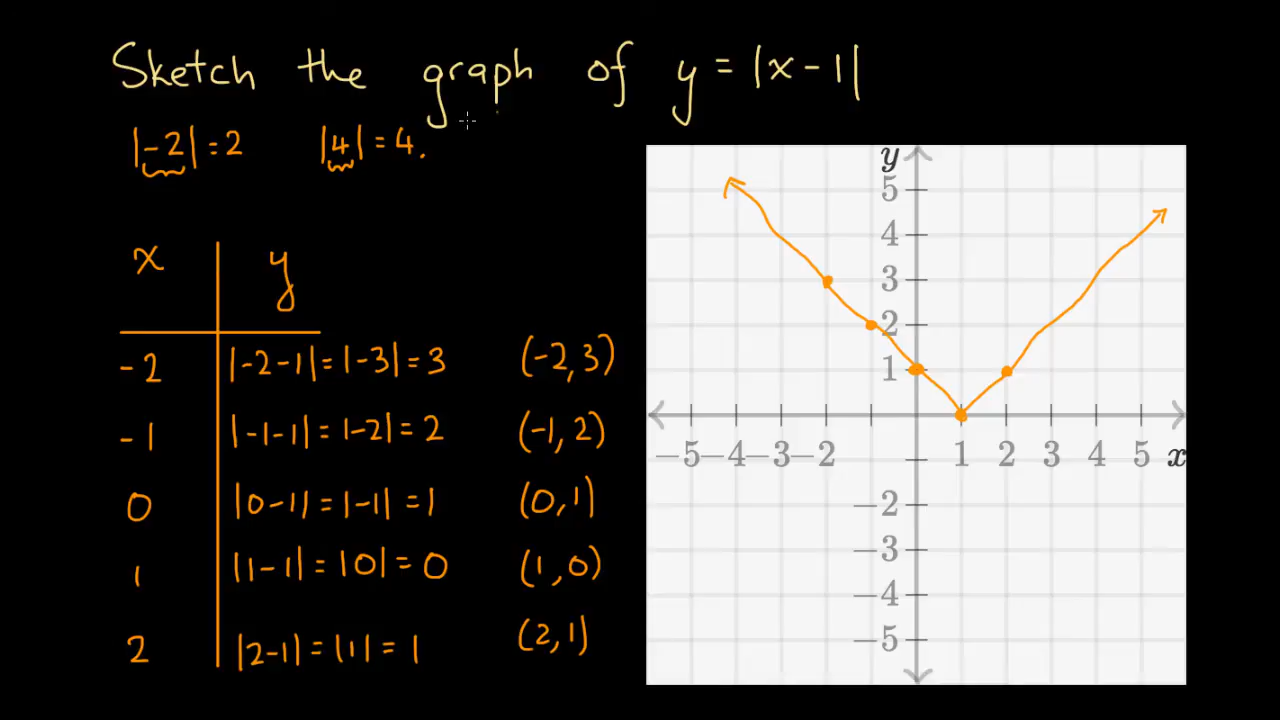 Sketch the graph of y = |x - 1|
|-2| = 2 |4| = 4.
x y
-2 |-2-1| = |-3| = 3 (-2, 3)
-1 |-1-1| = |-2| = 2 (-1, 2)
0 |0-1| = |-1| = 1 (0, 1)
1 |1-1| = |0| = 0 (1, 0)
2 |2-1| = |1| = 1 (2, 1)
y
5
4
3
2
1
-5 -4 -3 -2 1 2 3 4 5 x
-2
-3
-4
-5